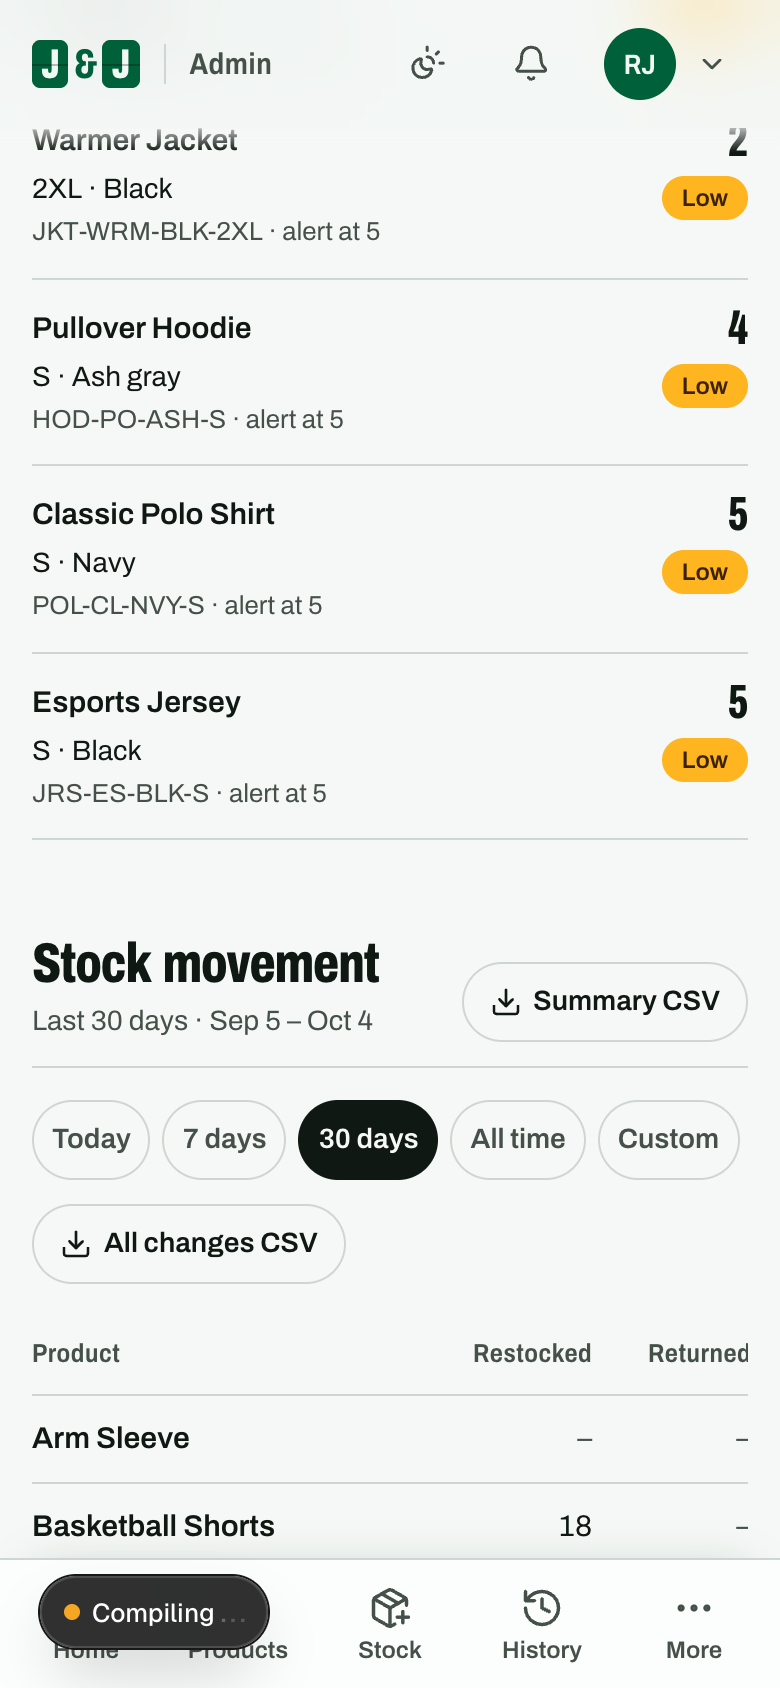 J & J Admin RJ
Warmer Jacket 2
2XL · Black Low
JKT-WRM-BLK-2XL · alert at 5
Pullover Hoodie 4
S · Ash gray Low
HOD-PO-ASH-S · alert at 5
Classic Polo Shirt 5
S · Navy Low
POL-CL-NVY-S · alert at 5
Esports Jersey 5
S · Black Low
JRS-ES-BLK-S · alert at 5
Stock movement
Summary CSV
Last 30 days · Sep 5 – Oct 4
Today 7 days 30 days All time Custom
All changes CSV
Product Restocked Returned
Arm Sleeve – –
Basketball Shorts 18 –
Compiling ...
Home Products Stock History More